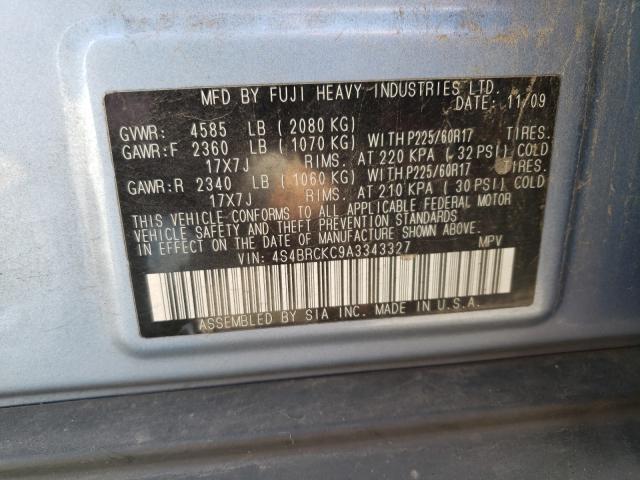 MFD BY FUJI HEAVY INDUSTRIES LTD.
DATE: 11/09
GVWR: 4585 LB ( 2080 KG)
GAWR:F 2360 LB ( 1070 KG) WITH P225/60R17 TIRES.
17X7J RIMS. AT 220 KPA ( 32 PSI) COLD
GAWR:R 2340 LB ( 1060 KG) WITH P225/60R17 TIRES.
17X7J RIMS. AT 210 KPA ( 30 PSI) COLD
THIS VEHICLE CONFORMS TO ALL APPLICABLE FEDERAL MOTOR
VEHICLE SAFETY AND THEFT PREVENTION STANDARDS
IN EFFECT ON THE DATE OF MANUFACTURE SHOWN ABOVE.
VIN: 4S4BRCKC9A3343327 MPV
ASSEMBLED BY SIA INC. MADE IN U.S.A.